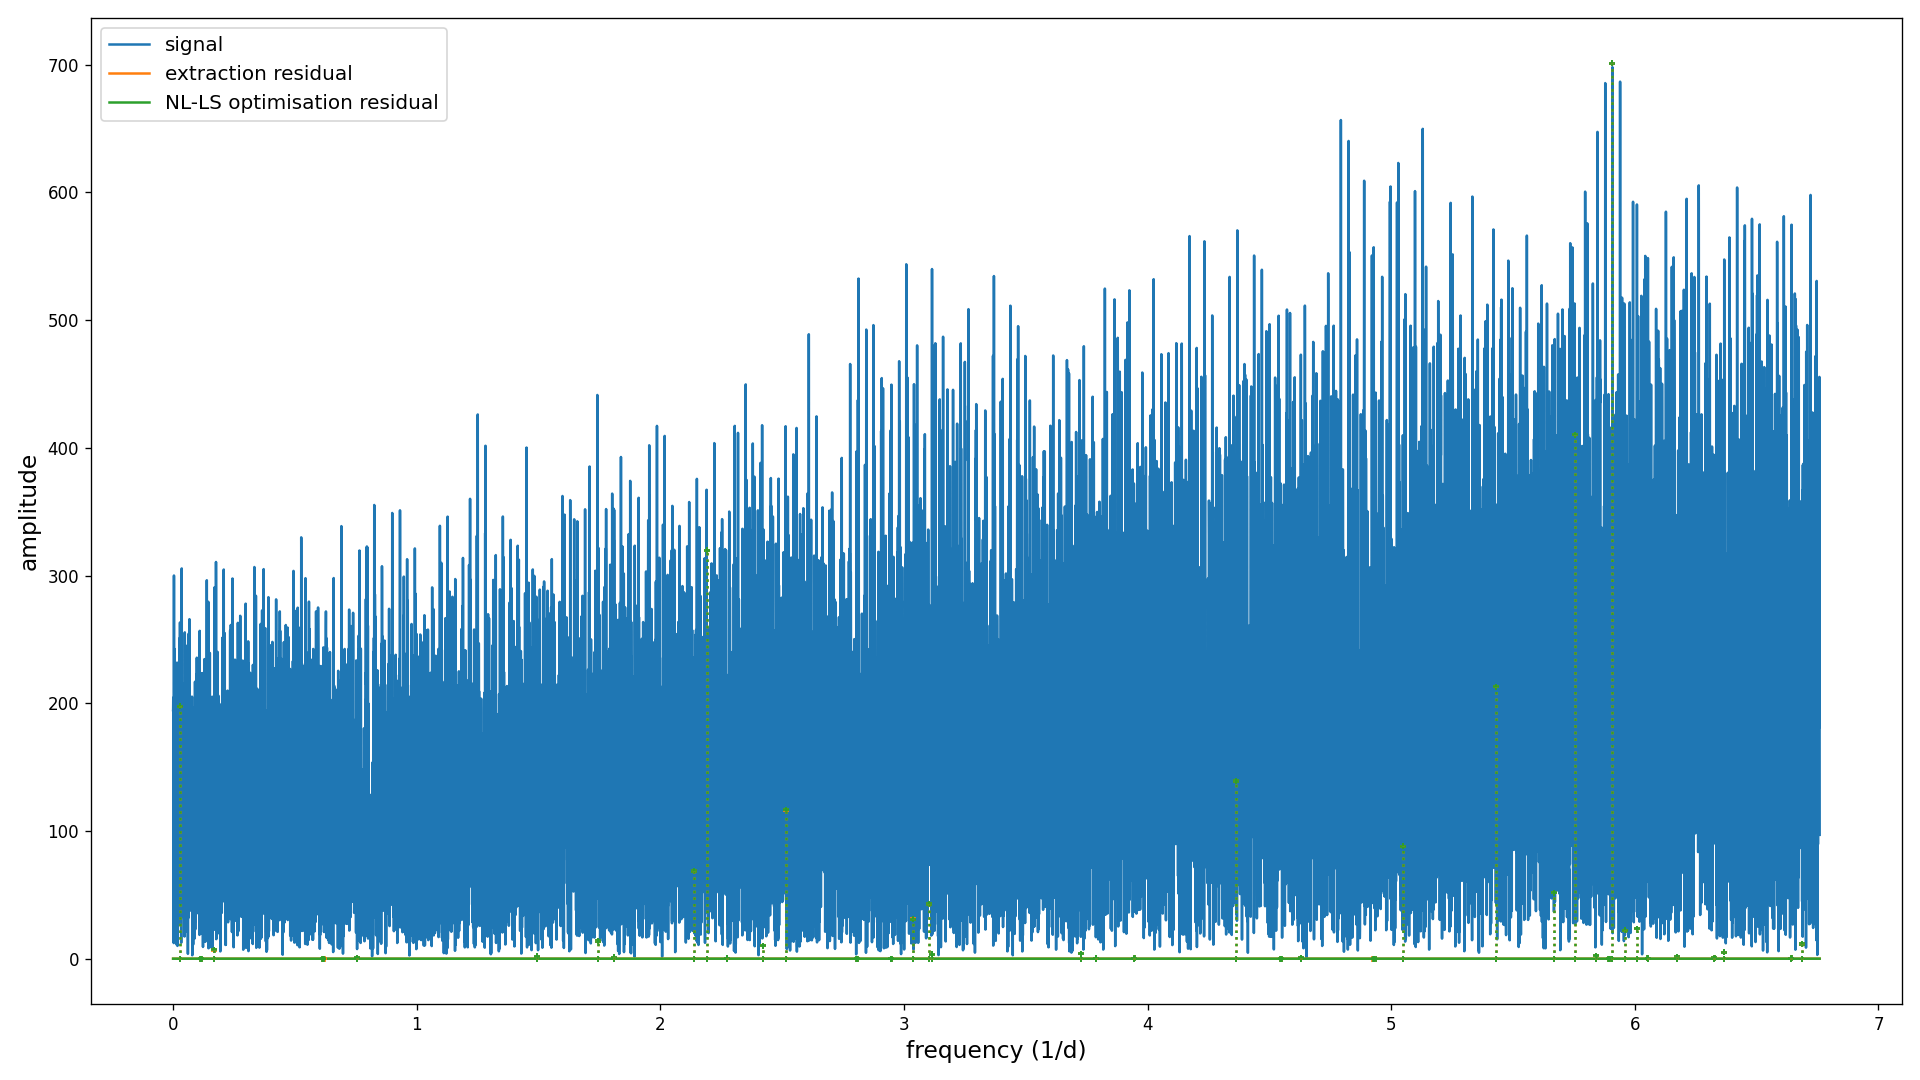 signal
extraction residual
NL-LS optimisation residual
700
600
500
400
300
200
100
0
amplitude
0 1 2 3 4 5 6 7
frequency (1/d)